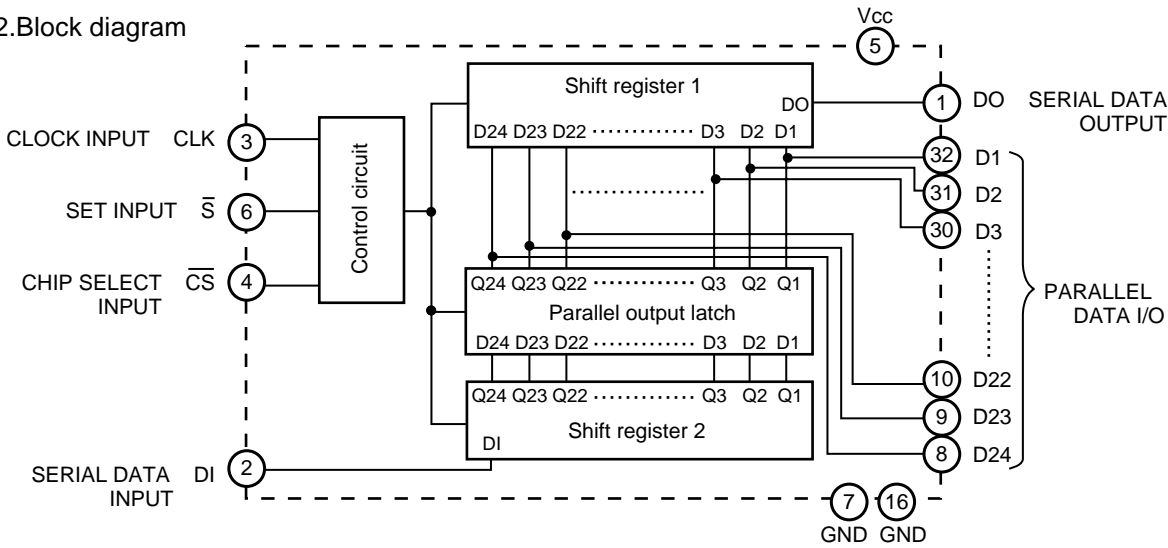 2.Block diagram
Vcc
5
Shift register 1
DO
1 DO SERIAL DATA
OUTPUT
D24 D23 D22 ············· D3 D2 D1
CLOCK INPUT CLK 3
32 D1
31 D2
30 D3
SET INPUT S̅ 6
Control circuit
CHIP SELECT
INPUT
C̅S̅ 4
Q24 Q23 Q22 ············· Q3 Q2 Q1
Parallel output latch
D24 D23 D22 ············· D3 D2 D1
PARALLEL
DATA I/O
Q24 Q23 Q22 ············· Q3 Q2 Q1
Shift register 2
DI
10 D22
9 D23
8 D24
SERIAL DATA
INPUT
DI 2
7 16
GND GND